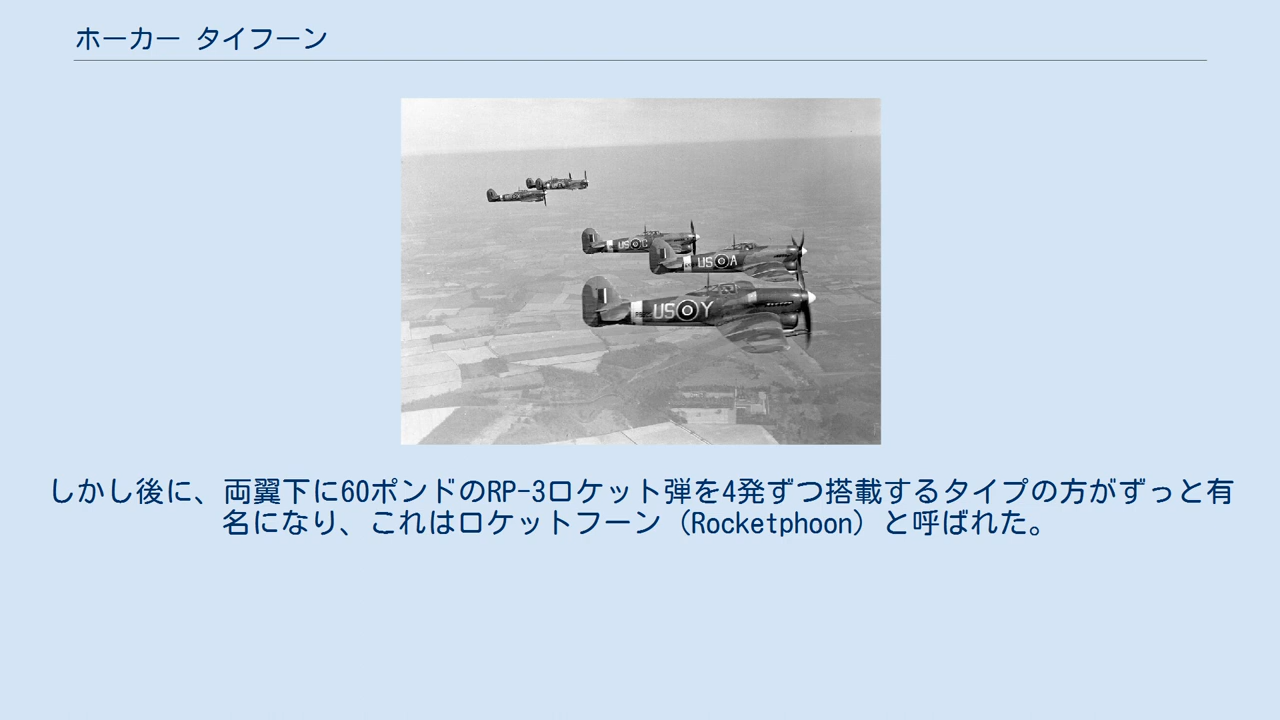 ホーカー タイフーン
US C
US A
US Y
しかし後に、両翼下に60ポンドのRP-3ロケット弾を4発ずつ搭載するタイプの方がずっと有
名になり、これはロケットフーン（Rocketphoon）と呼ばれた。